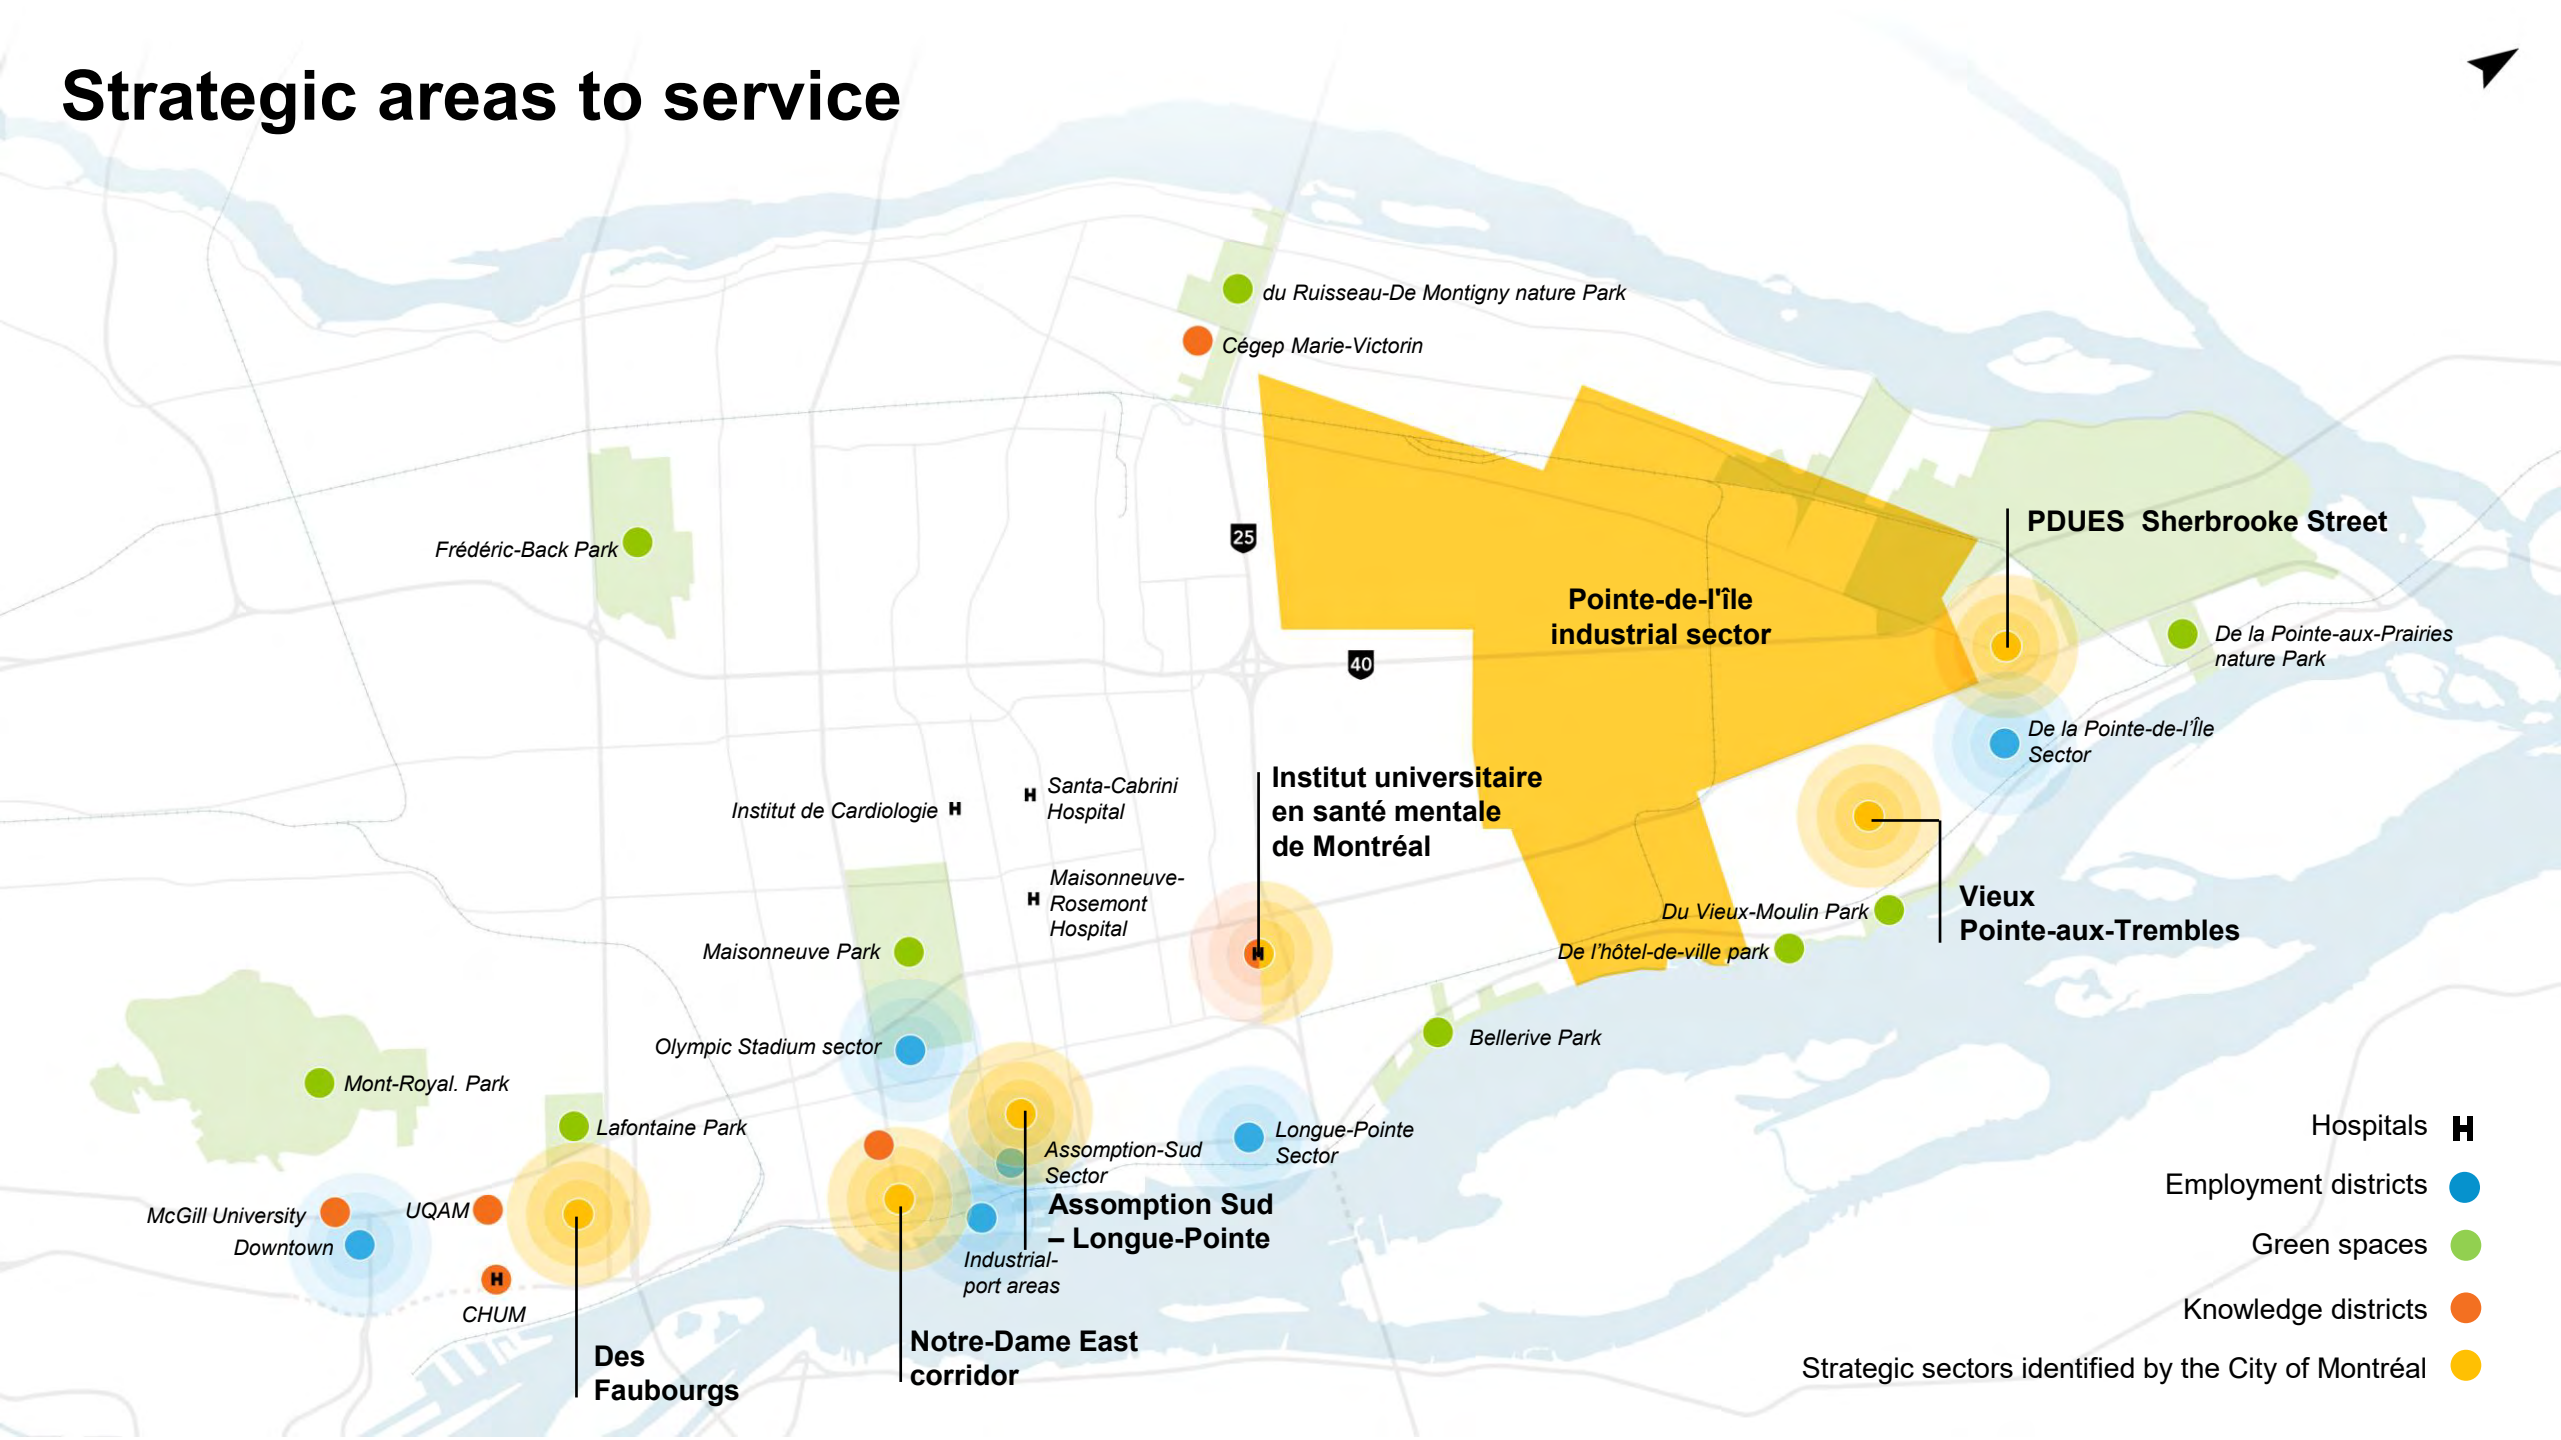 Strategic areas to service
du Ruisseau-De Montigny nature Park
Cégep Marie-Victorin
Frédéric-Back Park
25
40
PDUES  Sherbrooke Street
Pointe-de-l'île
industrial sector
De la Pointe-aux-Prairies
nature Park
De la Pointe-de-l'Île
Sector
Institut de Cardiologie H
H Santa-Cabrini
Hospital
Institut universitaire
en santé mentale
de Montréal
H
Maisonneuve-
H Rosemont
Hospital
Maisonneuve Park
Du Vieux-Moulin Park
De l'hôtel-de-ville park
Vieux
Pointe-aux-Trembles
Olympic Stadium sector
Bellerive Park
Mont-Royal. Park
Lafontaine Park
Assomption-Sud
Sector
Longue-Pointe
Sector
McGill University
Downtown
UQAM
H
CHUM
Assomption Sud
– Longue-Pointe
Industrial-
port areas
Des
Faubourgs
Notre-Dame East
corridor
Hospitals H
Employment districts
Green spaces
Knowledge districts
Strategic sectors identified by the City of Montréal